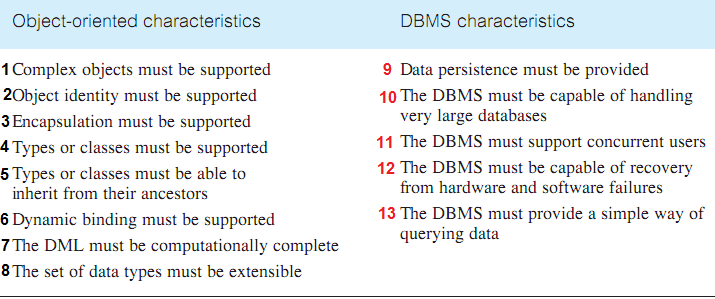 Object-oriented characteristics
1 Complex objects must be supported
2 Object identity must be supported
3 Encapsulation must be supported
4 Types or classes must be supported
5 Types or classes must be able to
inherit from their ancestors
6 Dynamic binding must be supported
7 The DML must be computationally complete
8 The set of data types must be extensible
DBMS characteristics
9 Data persistence must be provided
10 The DBMS must be capable of handling
very large databases
11 The DBMS must support concurrent users
12 The DBMS must be capable of recovery
from hardware and software failures
13 The DBMS must provide a simple way of
querying data